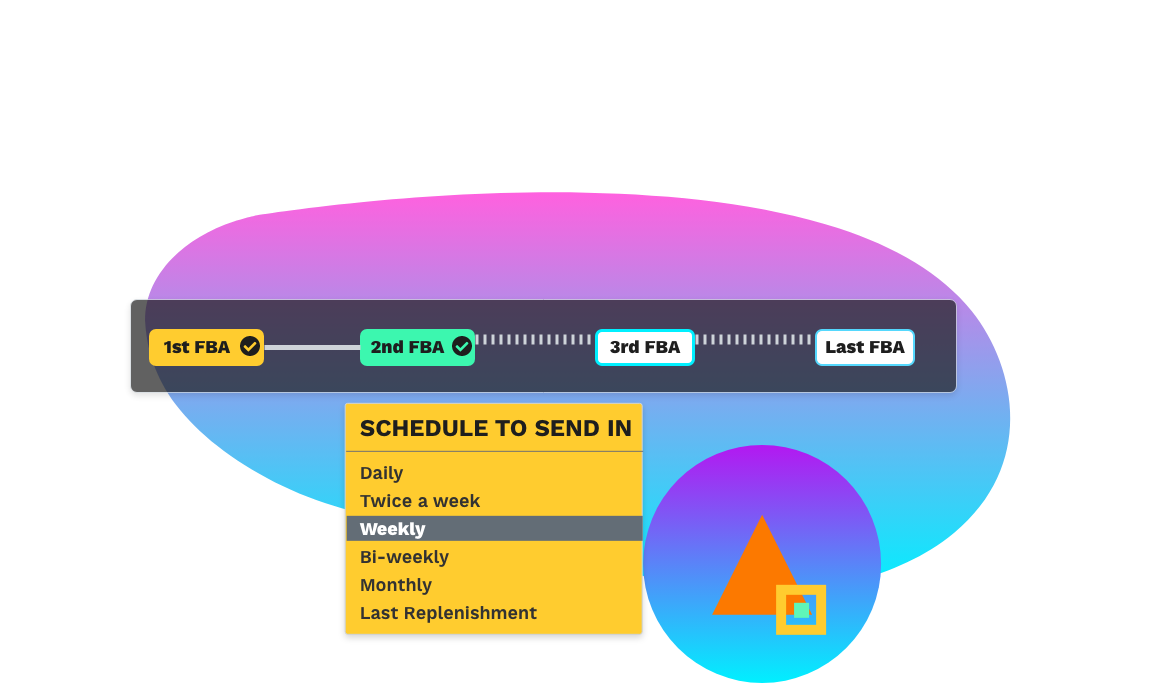 1st FBA 2nd FBA 3rd FBA Last FBA
SCHEDULE TO SEND IN
Daily
Twice a week
Weekly
Bi-weekly
Monthly
Last Replenishment